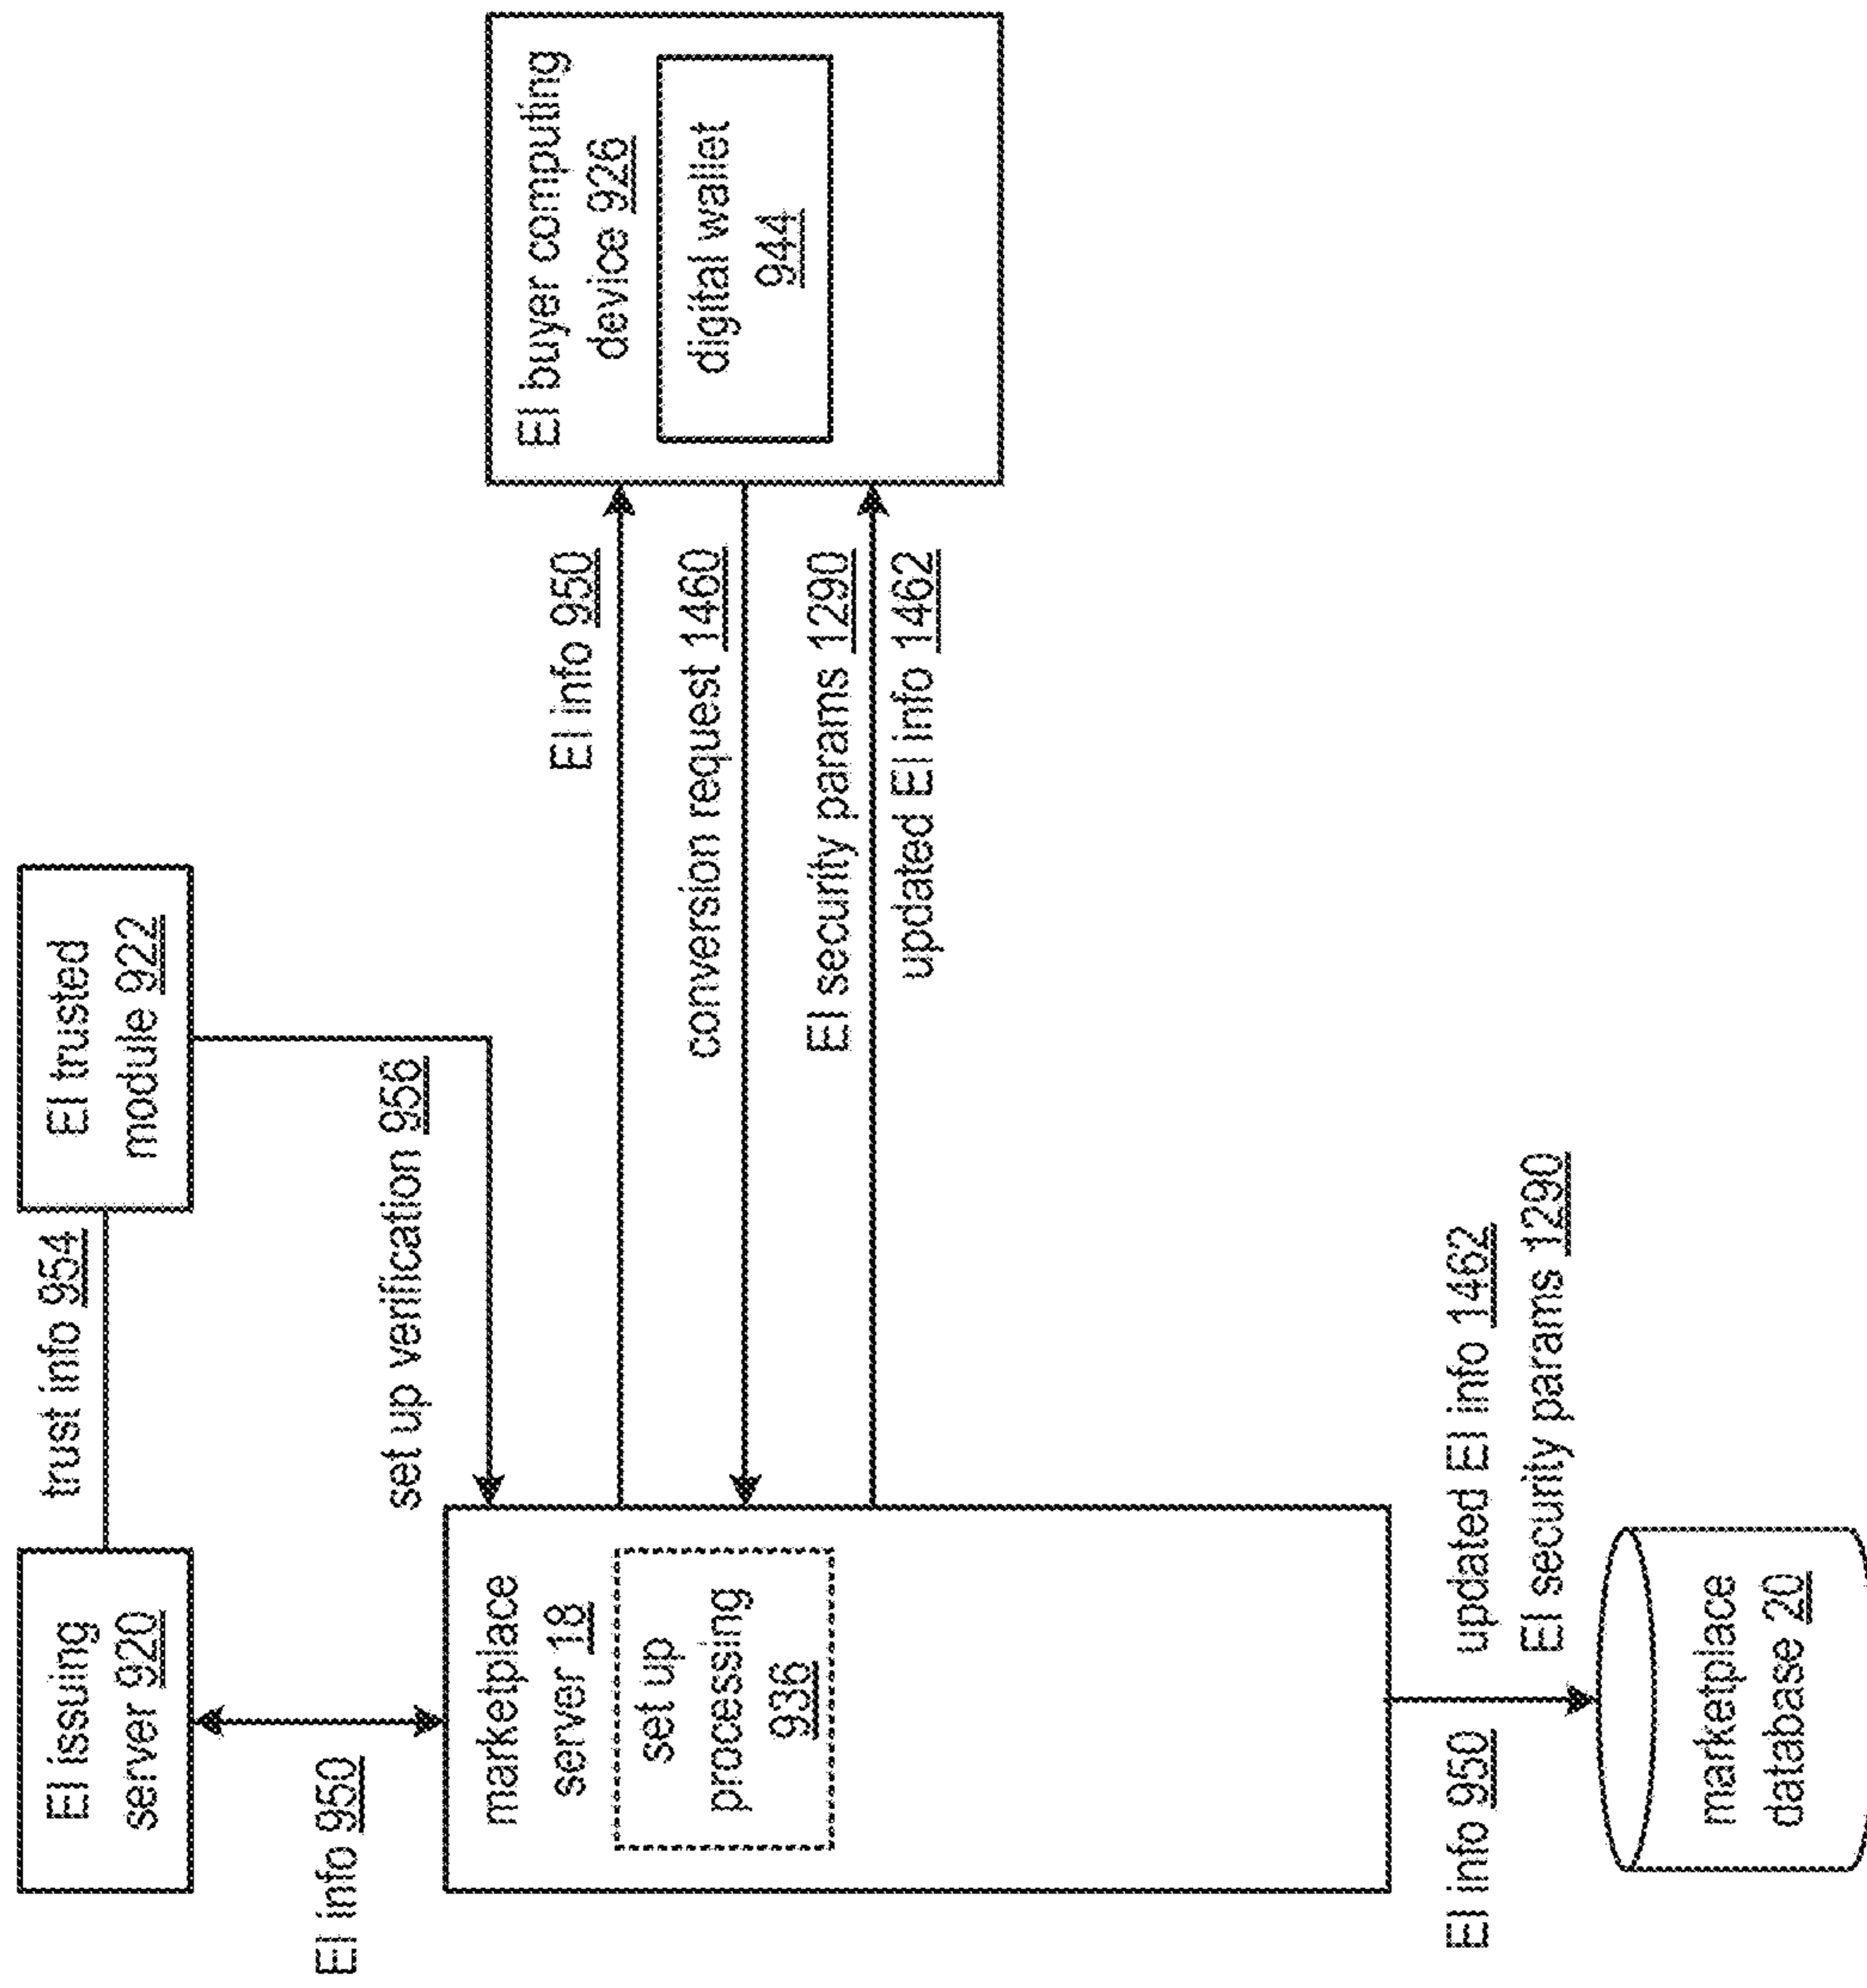 EI issuing
server 920
trust info 954
EI trusted
module 922
EI info 950
set up verification 956
marketplace
server 18
set up
processing
936
EI info 950
conversion request 1460
EI security params 1290
updated EI info 1462
EI buyer computing
device 926
digital wallet
944
EI info 950
updated EI info 1462
EI security params 1290
marketplace
database 20